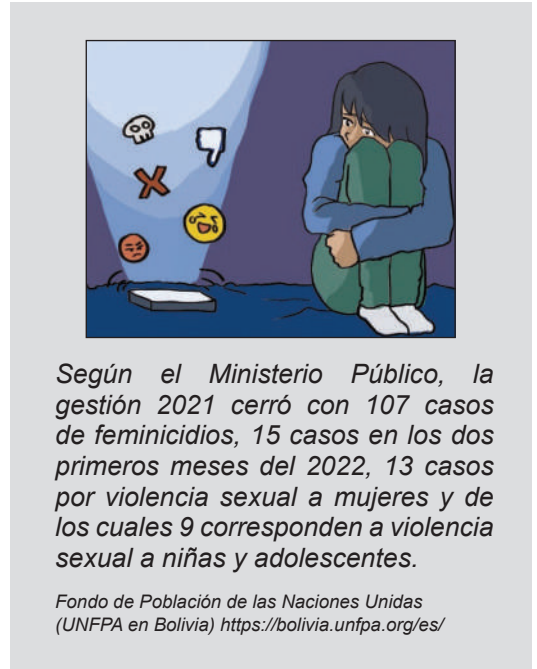 Según el Ministerio Público, la
gestión 2021 cerró con 107 casos
de feminicidios, 15 casos en los dos
primeros meses del 2022, 13 casos
por violencia sexual a mujeres y de
los cuales 9 corresponden a violencia
sexual a niñas y adolescentes.
Fondo de Población de las Naciones Unidas
(UNFPA en Bolivia) https://bolivia.unfpa.org/es/